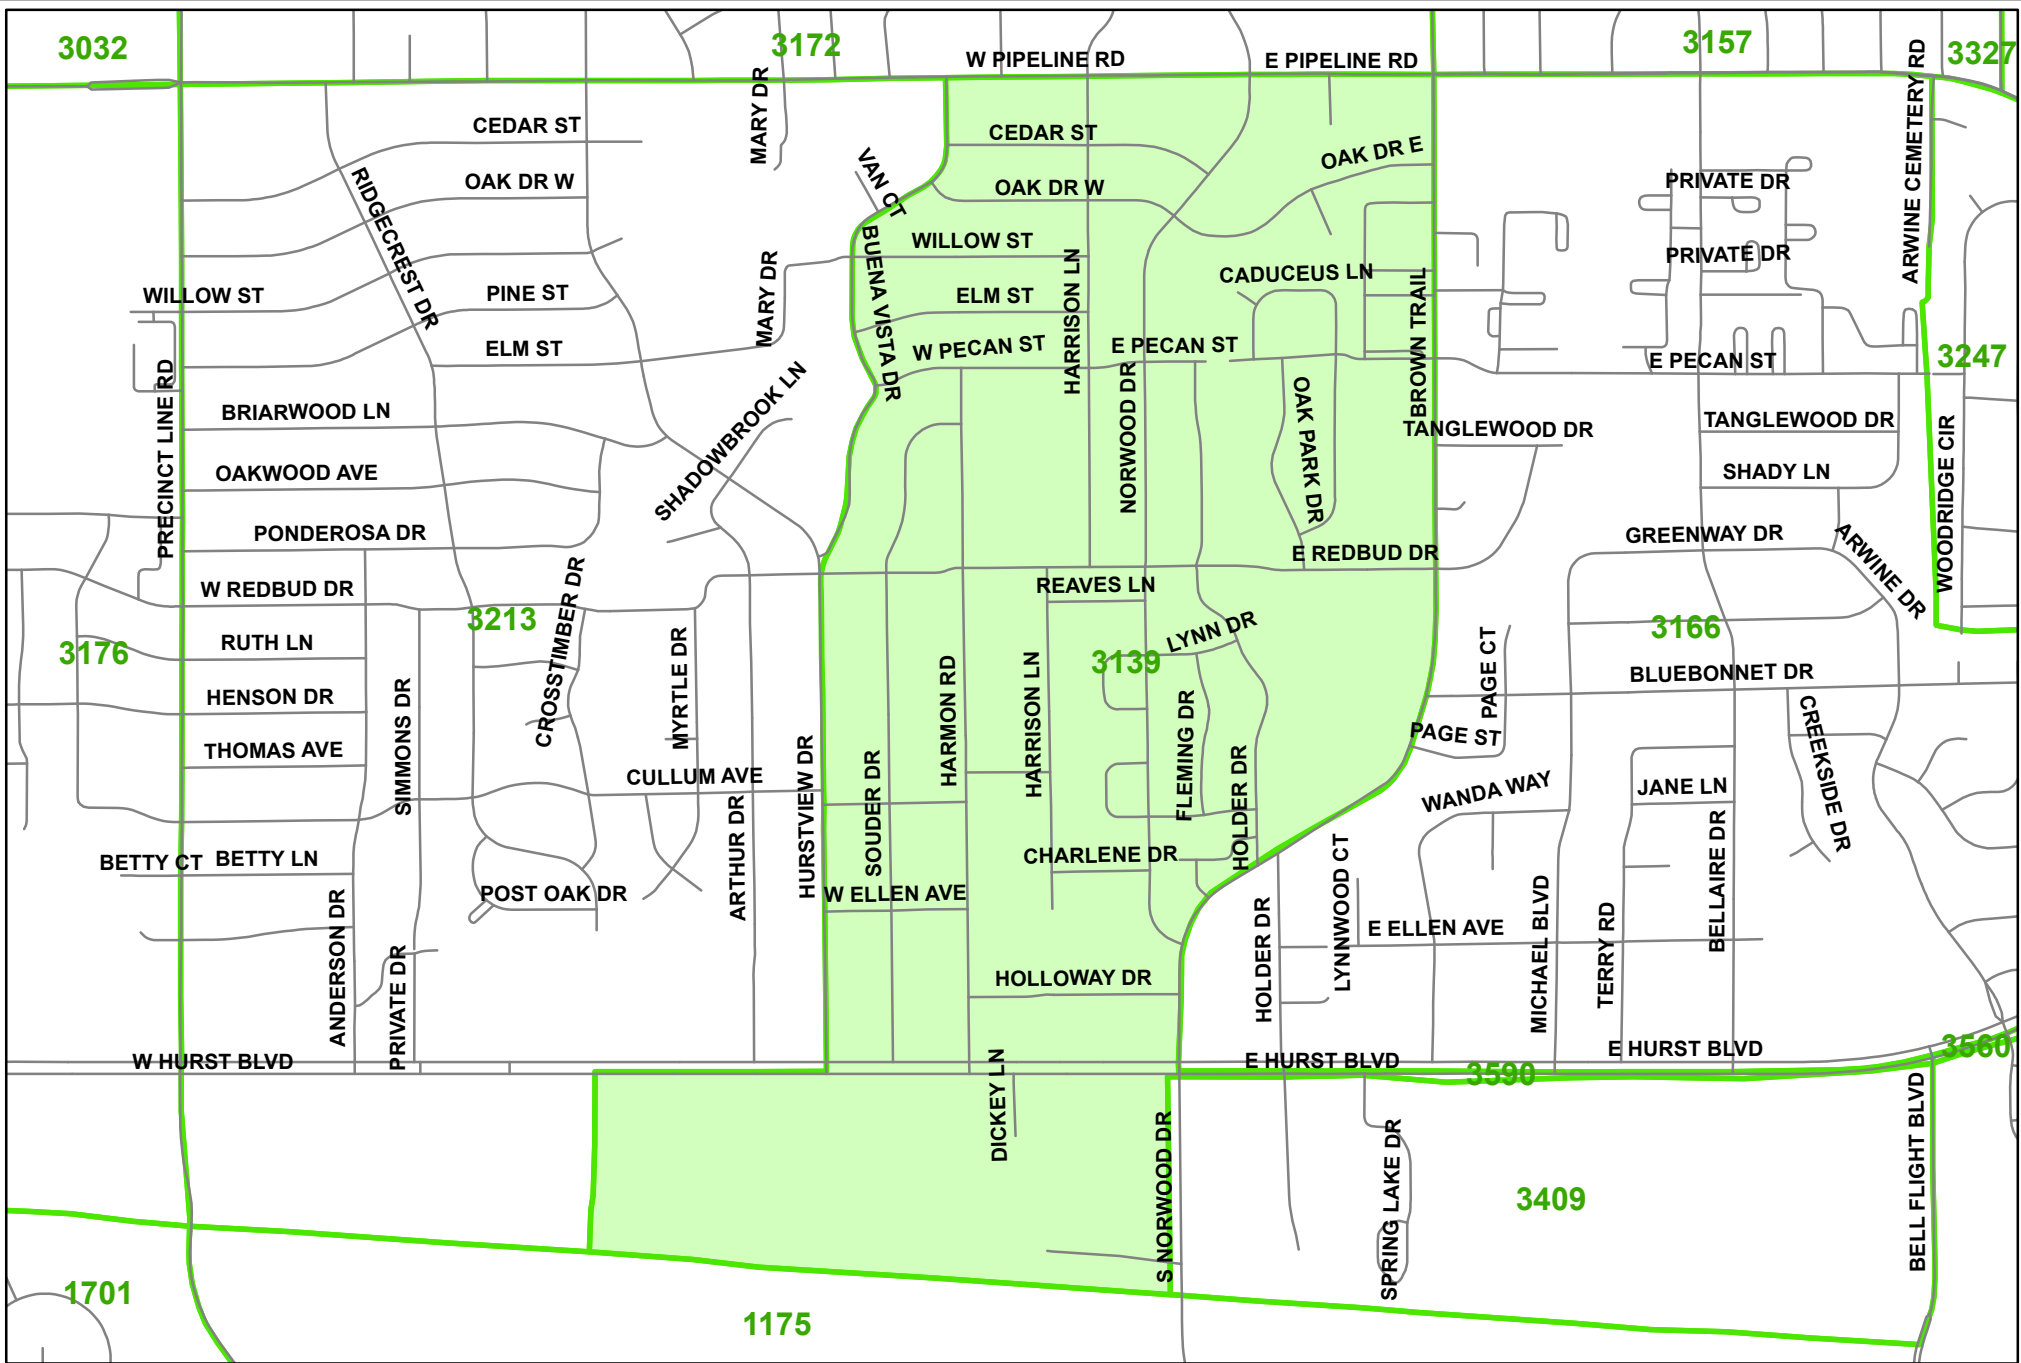 3032
3172
3157
3327
W PIPELINE RD
E PIPELINE RD
MARY DR
ARWINE CEMETERY RD
CEDAR ST
CEDAR ST
OAK DR E
VAN CT
OAK DR W
OAK DR W
PRIVATE DR
RIDGECREST DR
BUENA VISTA DR
WILLOW ST
PRIVATE DR
MARY DR
HARRISON LN
CADUCEUS LN
WILLOW ST
PINE ST
ELM ST
BROWN TRAIL
ELM ST
W PECAN ST
E PECAN ST
E PECAN ST
3247
PRECINCT LINE RD
SHADOWBROOK LN
NORWOOD DR
OAK PARK DR
BRIARWOOD LN
TANGLEWOOD DR
TANGLEWOOD DR
WOODRIDGE CIR
OAKWOOD AVE
SHADY LN
PONDEROSA DR
GREENWAY DR
ARWINE DR
E REDBUD DR
W REDBUD DR
REAVES LN
CROSSTIMBER DR
3213
3176
3139
3166
RUTH LN
LYNN DR
MYRTLE DR
HARMON RD
HARRISON LN
PAGE CT
BLUEBONNET DR
HENSON DR
SIMMONS DR
FLEMING DR
PAGE ST
CREEKSIDE DR
THOMAS AVE
CULLUM AVE
HURSTVIEW DR
SOUDER DR
HOLDER DR
WANDA WAY
JANE LN
ARTHUR DR
BETTY CT
BETTY LN
CHARLENE DR
LYNNWOOD CT
BELLAIRE DR
POST OAK DR
W ELLEN AVE
E ELLEN AVE
ANDERSON DR
PRIVATE DR
HOLDER DR
MICHAEL BLVD
TERRY RD
HOLLOWAY DR
W HURST BLVD
E HURST BLVD
E HURST BLVD
3560
3590
DICKEY LN
S NORWOOD DR
SPRING LAKE DR
BELL FLIGHT BLVD
3409
1701
1175